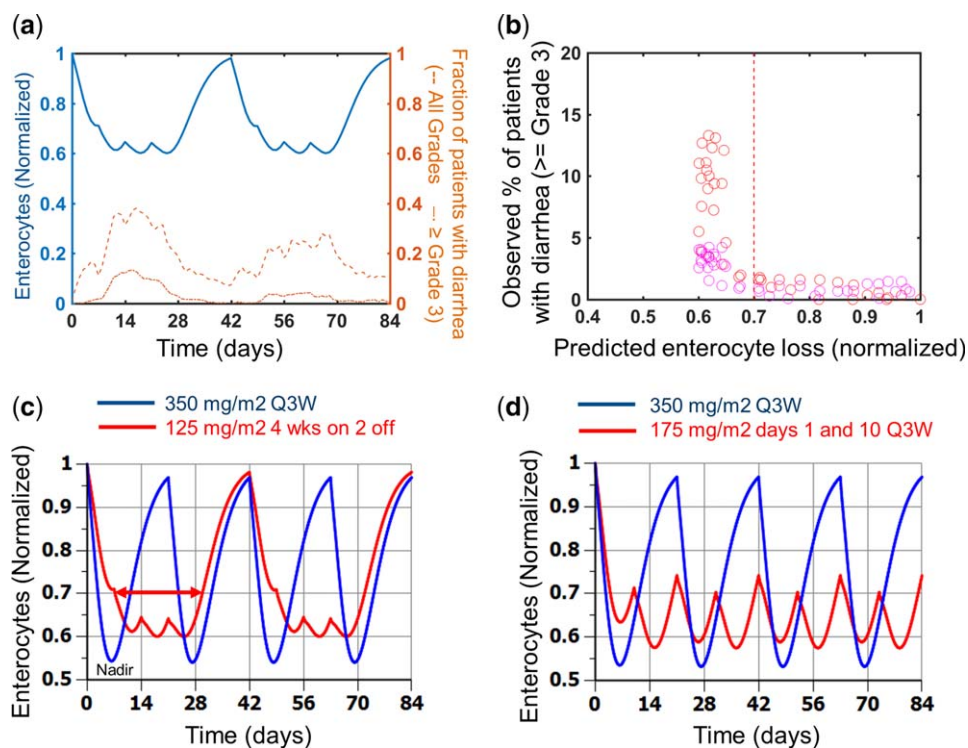 (a)
1
0.8
0.6
0.4
0.2
0
Enterocytes (Normalized)
0 14 28 42 56 70 84
Time (days)
1
0.8
0.6
0.4
0.2
0
Fraction of patients with diarrhea
(-- All Grades -. ≥ Grade 3)
(b)
20
15
10
5
0
Observed % of patients
with diarrhea (>= Grade 3)
0.4 0.5 0.6 0.7 0.8 0.9 1
Predicted enterocyte loss (normalized)
(c)
350 mg/m2 Q3W
125 mg/m2 4 wks on 2 off
1
0.9
0.8
0.7
0.6
0.5
Enterocytes (Normalized)
Nadir
0 14 28 42 56 70 84
Time (days)
(d)
350 mg/m2 Q3W
175 mg/m2 days 1 and 10 Q3W
1
0.9
0.8
0.7
0.6
0.5
Enterocytes (Normalized)
0 14 28 42 56 70 84
Time (days)